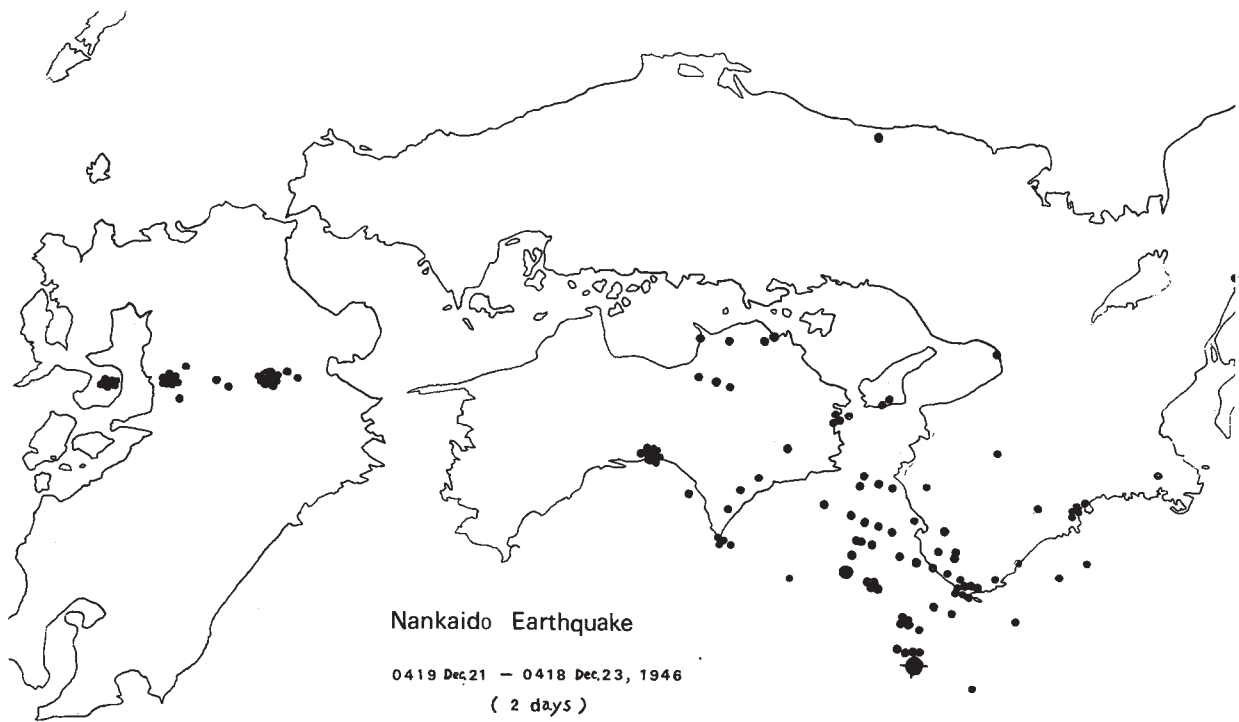 Nankaido Earthquake
0419 Dec.21 — 0418 Dec.23, 1946
( 2 days )